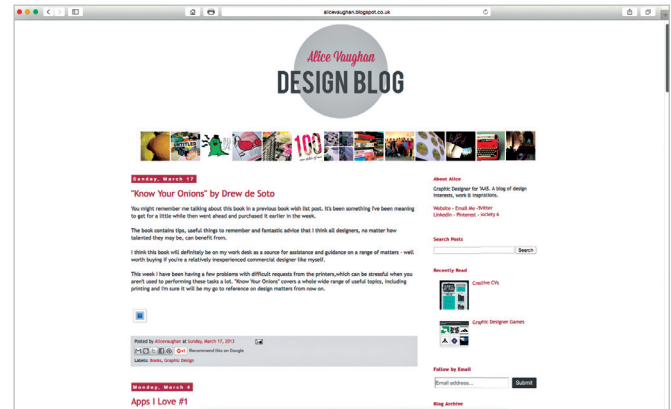 alicevaughan.blogspot.co.uk
Alice Vaughan
DESIGN BLOG
UNTITLED
100
Sunday, March 17
"Know Your Onions" by Drew de Soto
You might remember me talking about this book in a previous book wish list post. It's been something I've been meaning
to get for a little while then went ahead and purchased it earlier in the week.
The book contains tips, useful things to remember and fantastic advice that I think all designers, no matter how
talented they may be, can benefit from.
I think this book will definitely be on my work desk as a source for assistance and guidance on a range of matters - well
worth buying if you're a relatively inexperienced commercial designer like myself.
This week I have been having a few problems with difficult requests from the printers,which can be stressful when you
aren't used to performing these tasks a lot. "Know Your Onions" covers a whole wide range of useful topics, including
printing and I'm sure it will be my go to reference on design matters from now on.
Posted by Alicevaughan at Sunday, March 17, 2013
G+1 Recommend this on Google
Labels: Books, Graphic Design
Monday, March 4
Apps I Love #1
About Alice
Graphic Designer for TAIS. A blog of design
interests, work & inspirations.
Website - Email Me -Twitter
LinkedIn - Pinterest - society 6
Search Posts
Search
Recently Read
Creative CVs
Graphic Designer Games
Follow by Email
Email address...
Submit
Blog Archive